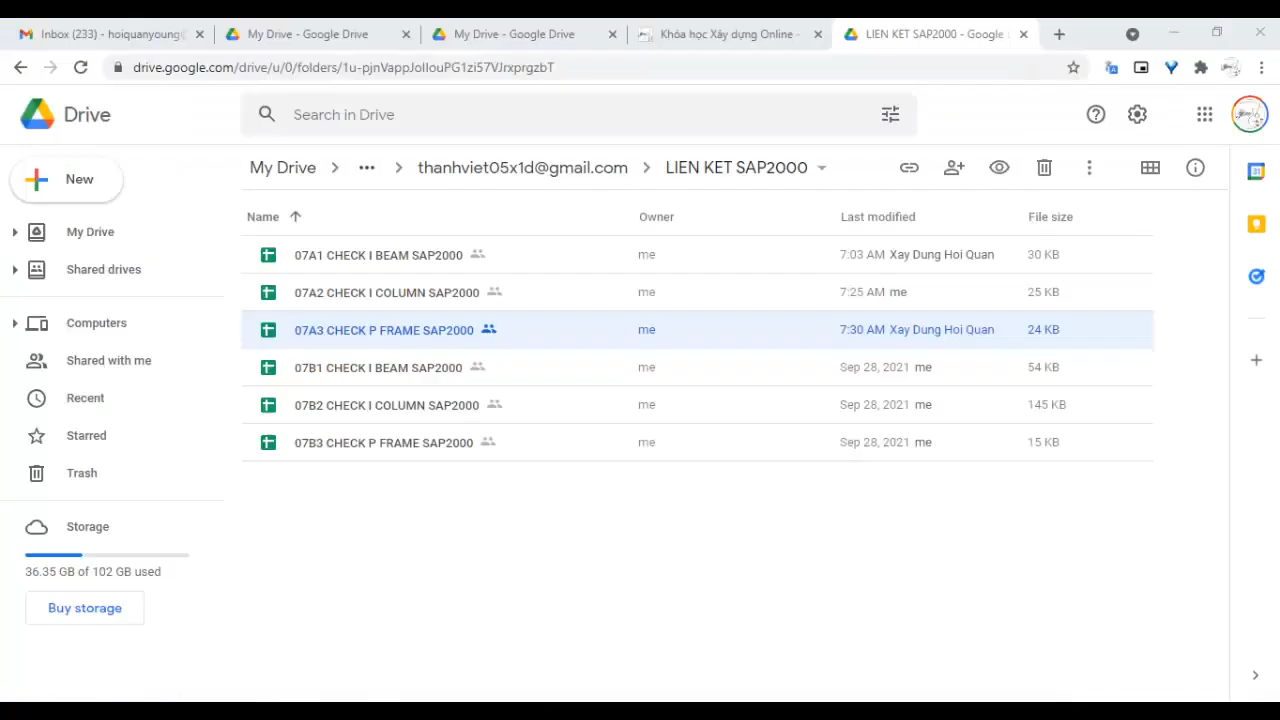 Inbox (233) - hoiquanyoung@
My Drive - Google Drive
My Drive - Google Drive
Khóa học Xây dựng Online -
LIEN KET SAP2000 - Google
drive.google.com/drive/u/0/folders/1u-pjnVappJoIIouPG1zi57VJrxprgzbT
Drive
Search in Drive
New
My Drive
thanhviet05x1d@gmail.com
LIEN KET SAP2000
My Drive
Shared drives
Computers
Shared with me
Recent
Starred
Trash
Storage
36.35 GB of 102 GB used
Buy storage
Name Owner Last modified File size
07A1 CHECK I BEAM SAP2000 me 7:03 AM Xay Dung Hoi Quan 30 KB
07A2 CHECK I COLUMN SAP2000 me 7:25 AM me 25 KB
07A3 CHECK P FRAME SAP2000 me 7:30 AM Xay Dung Hoi Quan 24 KB
07B1 CHECK I BEAM SAP2000 me Sep 28, 2021 me 54 KB
07B2 CHECK I COLUMN SAP2000 me Sep 28, 2021 me 145 KB
07B3 CHECK P FRAME SAP2000 me Sep 28, 2021 me 15 KB
31